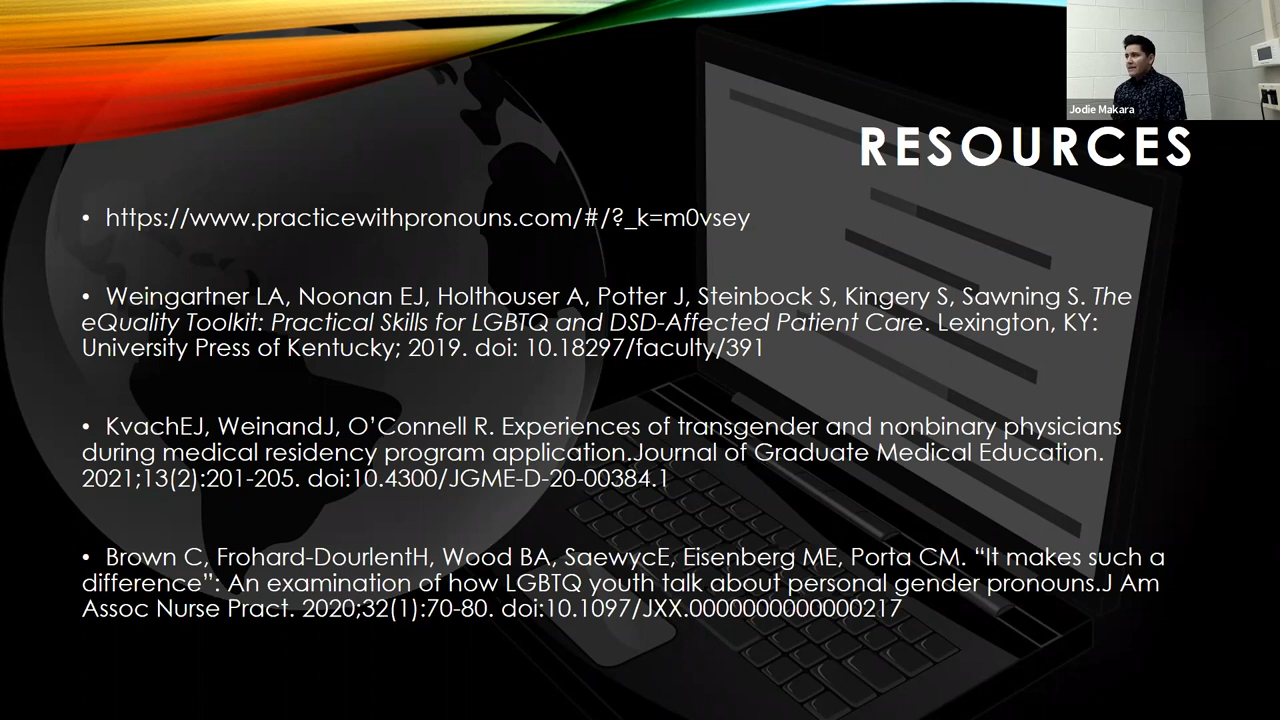 Jodie Makara
RESOURCES
• https://www.practicewithpronouns.com/#/?_k=m0vsey
• Weingartner LA, Noonan EJ, Holthouser A, Potter J, Steinbock S, Kingery S, Sawning S. The
eQuality Toolkit: Practical Skills for LGBTQ and DSD-Affected Patient Care. Lexington, KY:
University Press of Kentucky; 2019. doi: 10.18297/faculty/391
• KvachEJ, WeinandJ, O’Connell R. Experiences of transgender and nonbinary physicians
during medical residency program application.Journal of Graduate Medical Education.
2021;13(2):201-205. doi:10.4300/JGME-D-20-00384.1
• Brown C, Frohard-DourlentH, Wood BA, SaewycE, Eisenberg ME, Porta CM. “It makes such a
difference”: An examination of how LGBTQ youth talk about personal gender pronouns.J Am
Assoc Nurse Pract. 2020;32(1):70-80. doi:10.1097/JXX.0000000000000217